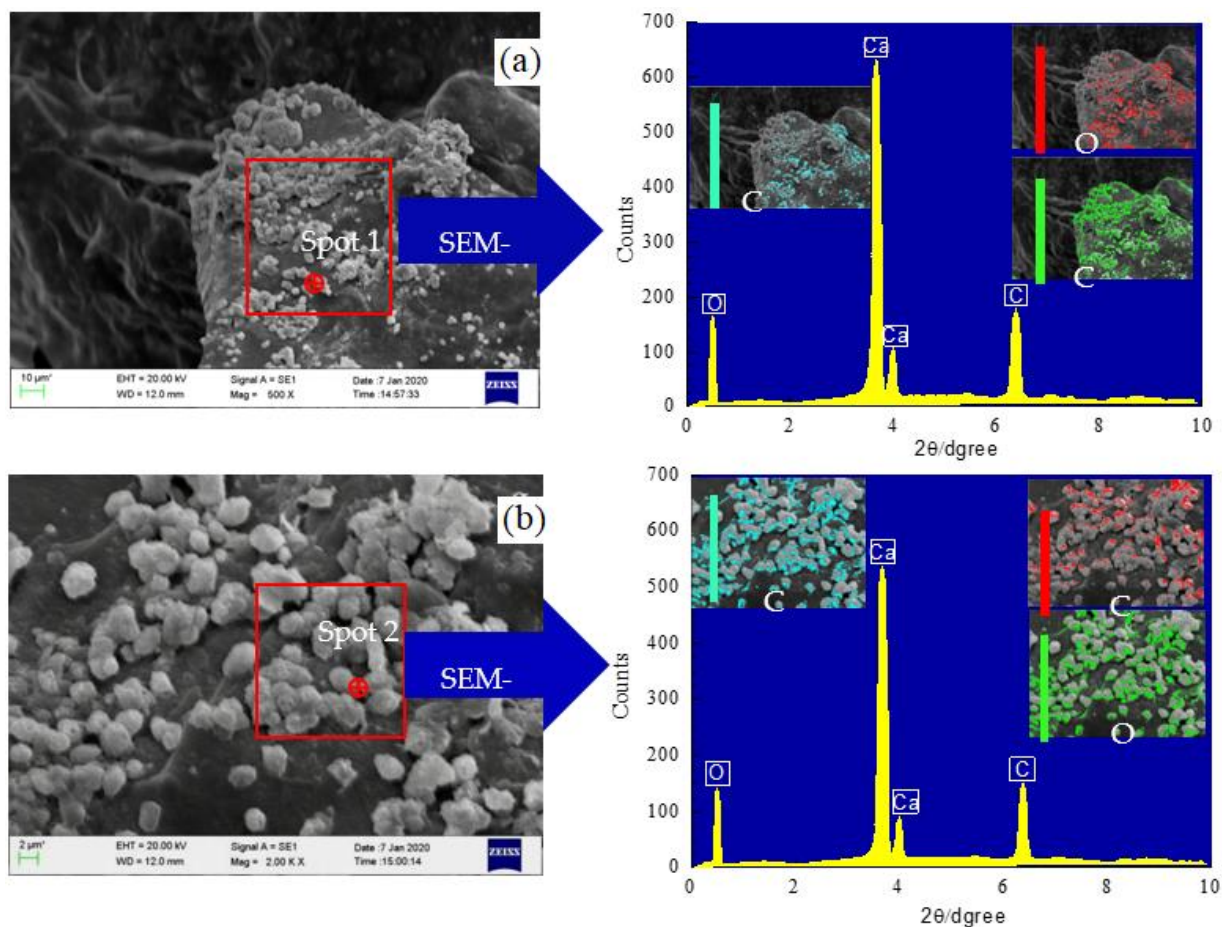 (a)
Spot 1
SEM-
10 µm*
EHT = 20.00 kV
WD = 12.0 mm
Signal A = SE1
Mag = 500 X
Date :7 Jan 2020
Time :14:57:33
ZEISS
700
600
500
400
300
200
100
0
Counts
Ca
O
Ca
C
C
O
C
0
2
4
6
8
10
2θ/dgree
(b)
Spot 2
SEM-
2 µm*
EHT = 20.00 kV
WD = 12.0 mm
Signal A = SE1
Mag = 2.00 K X
Date :7 Jan 2020
Time :15:00:14
ZEISS
700
600
500
400
300
200
100
0
Counts
Ca
O
Ca
C
C
C
O
0
2
4
6
8
10
2θ/dgree